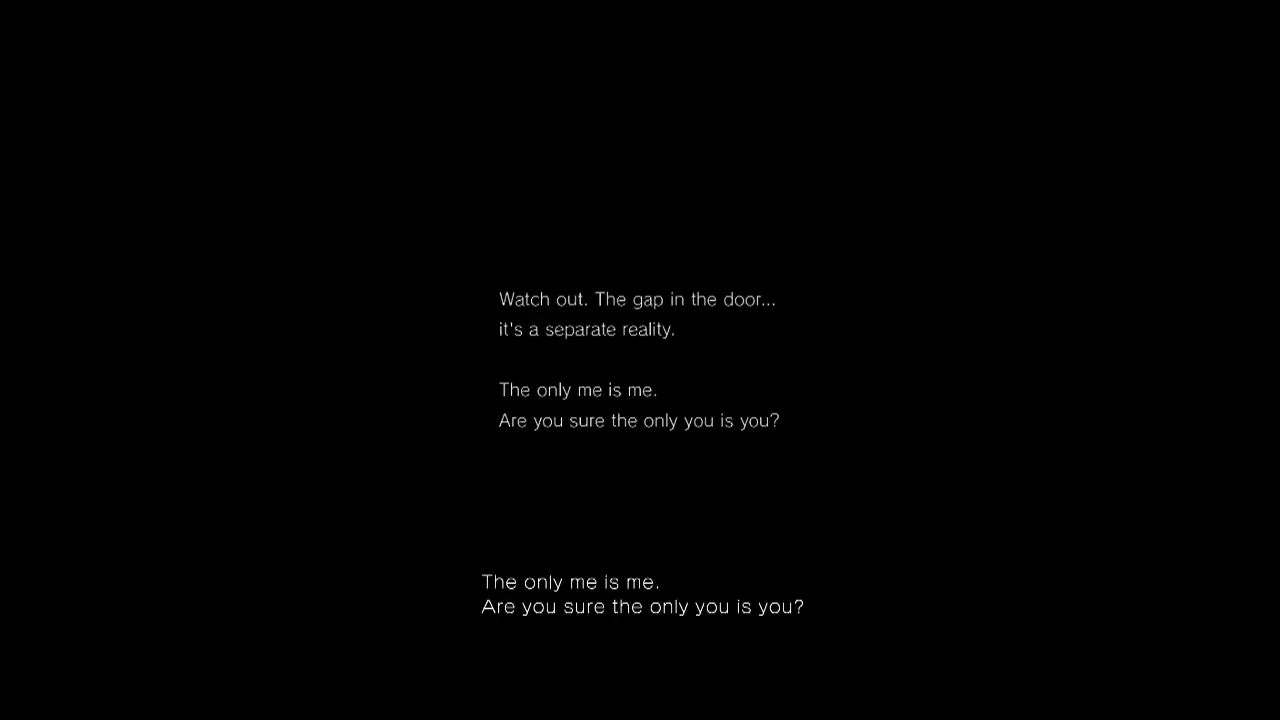 Watch out. The gap in the door...
it's a separate reality.
The only me is me.
Are you sure the only you is you?
The only me is me.
Are you sure the only you is you?